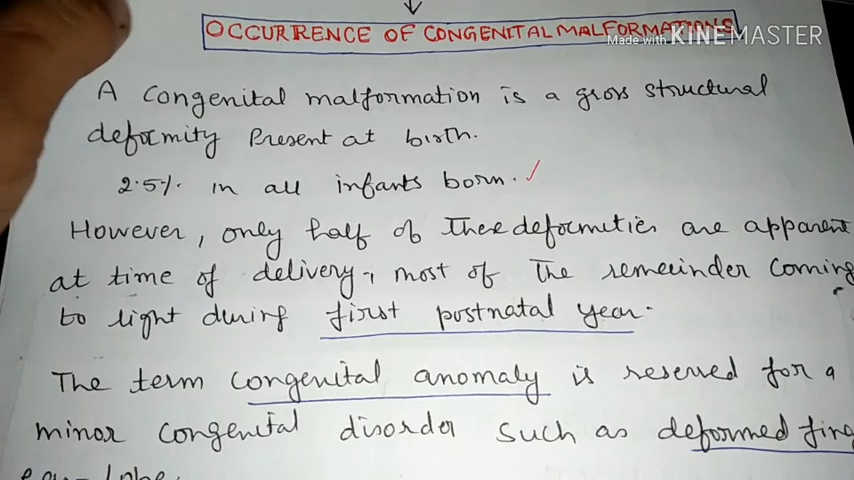 OCCURRENCE OF CONGENITAL MALFORMATIONS
Made with KINEMASTER
A congenital malformation is a gross structural
deformity Present at birth.
2.5% in all infants born.
However, only half of these deformities are apparent
at time of delivery, most of the remainder coming
to light during first postnatal year.
The term congenital anomaly is reserved for a
minor congenital disorder such as deformed fing
ear-lobe.